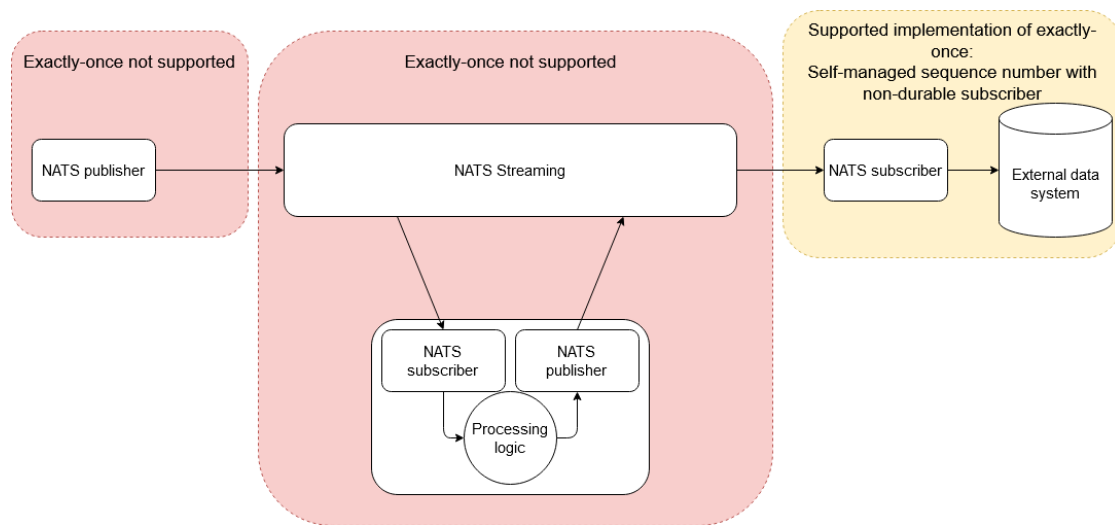 Exactly-once not supported
NATS publisher
Exactly-once not supported
NATS Streaming
NATS
subscriber
NATS
publisher
Processing
logic
Supported implementation of exactly-
once:
Self-managed sequence number with
non-durable subscriber
NATS subscriber
External data
system